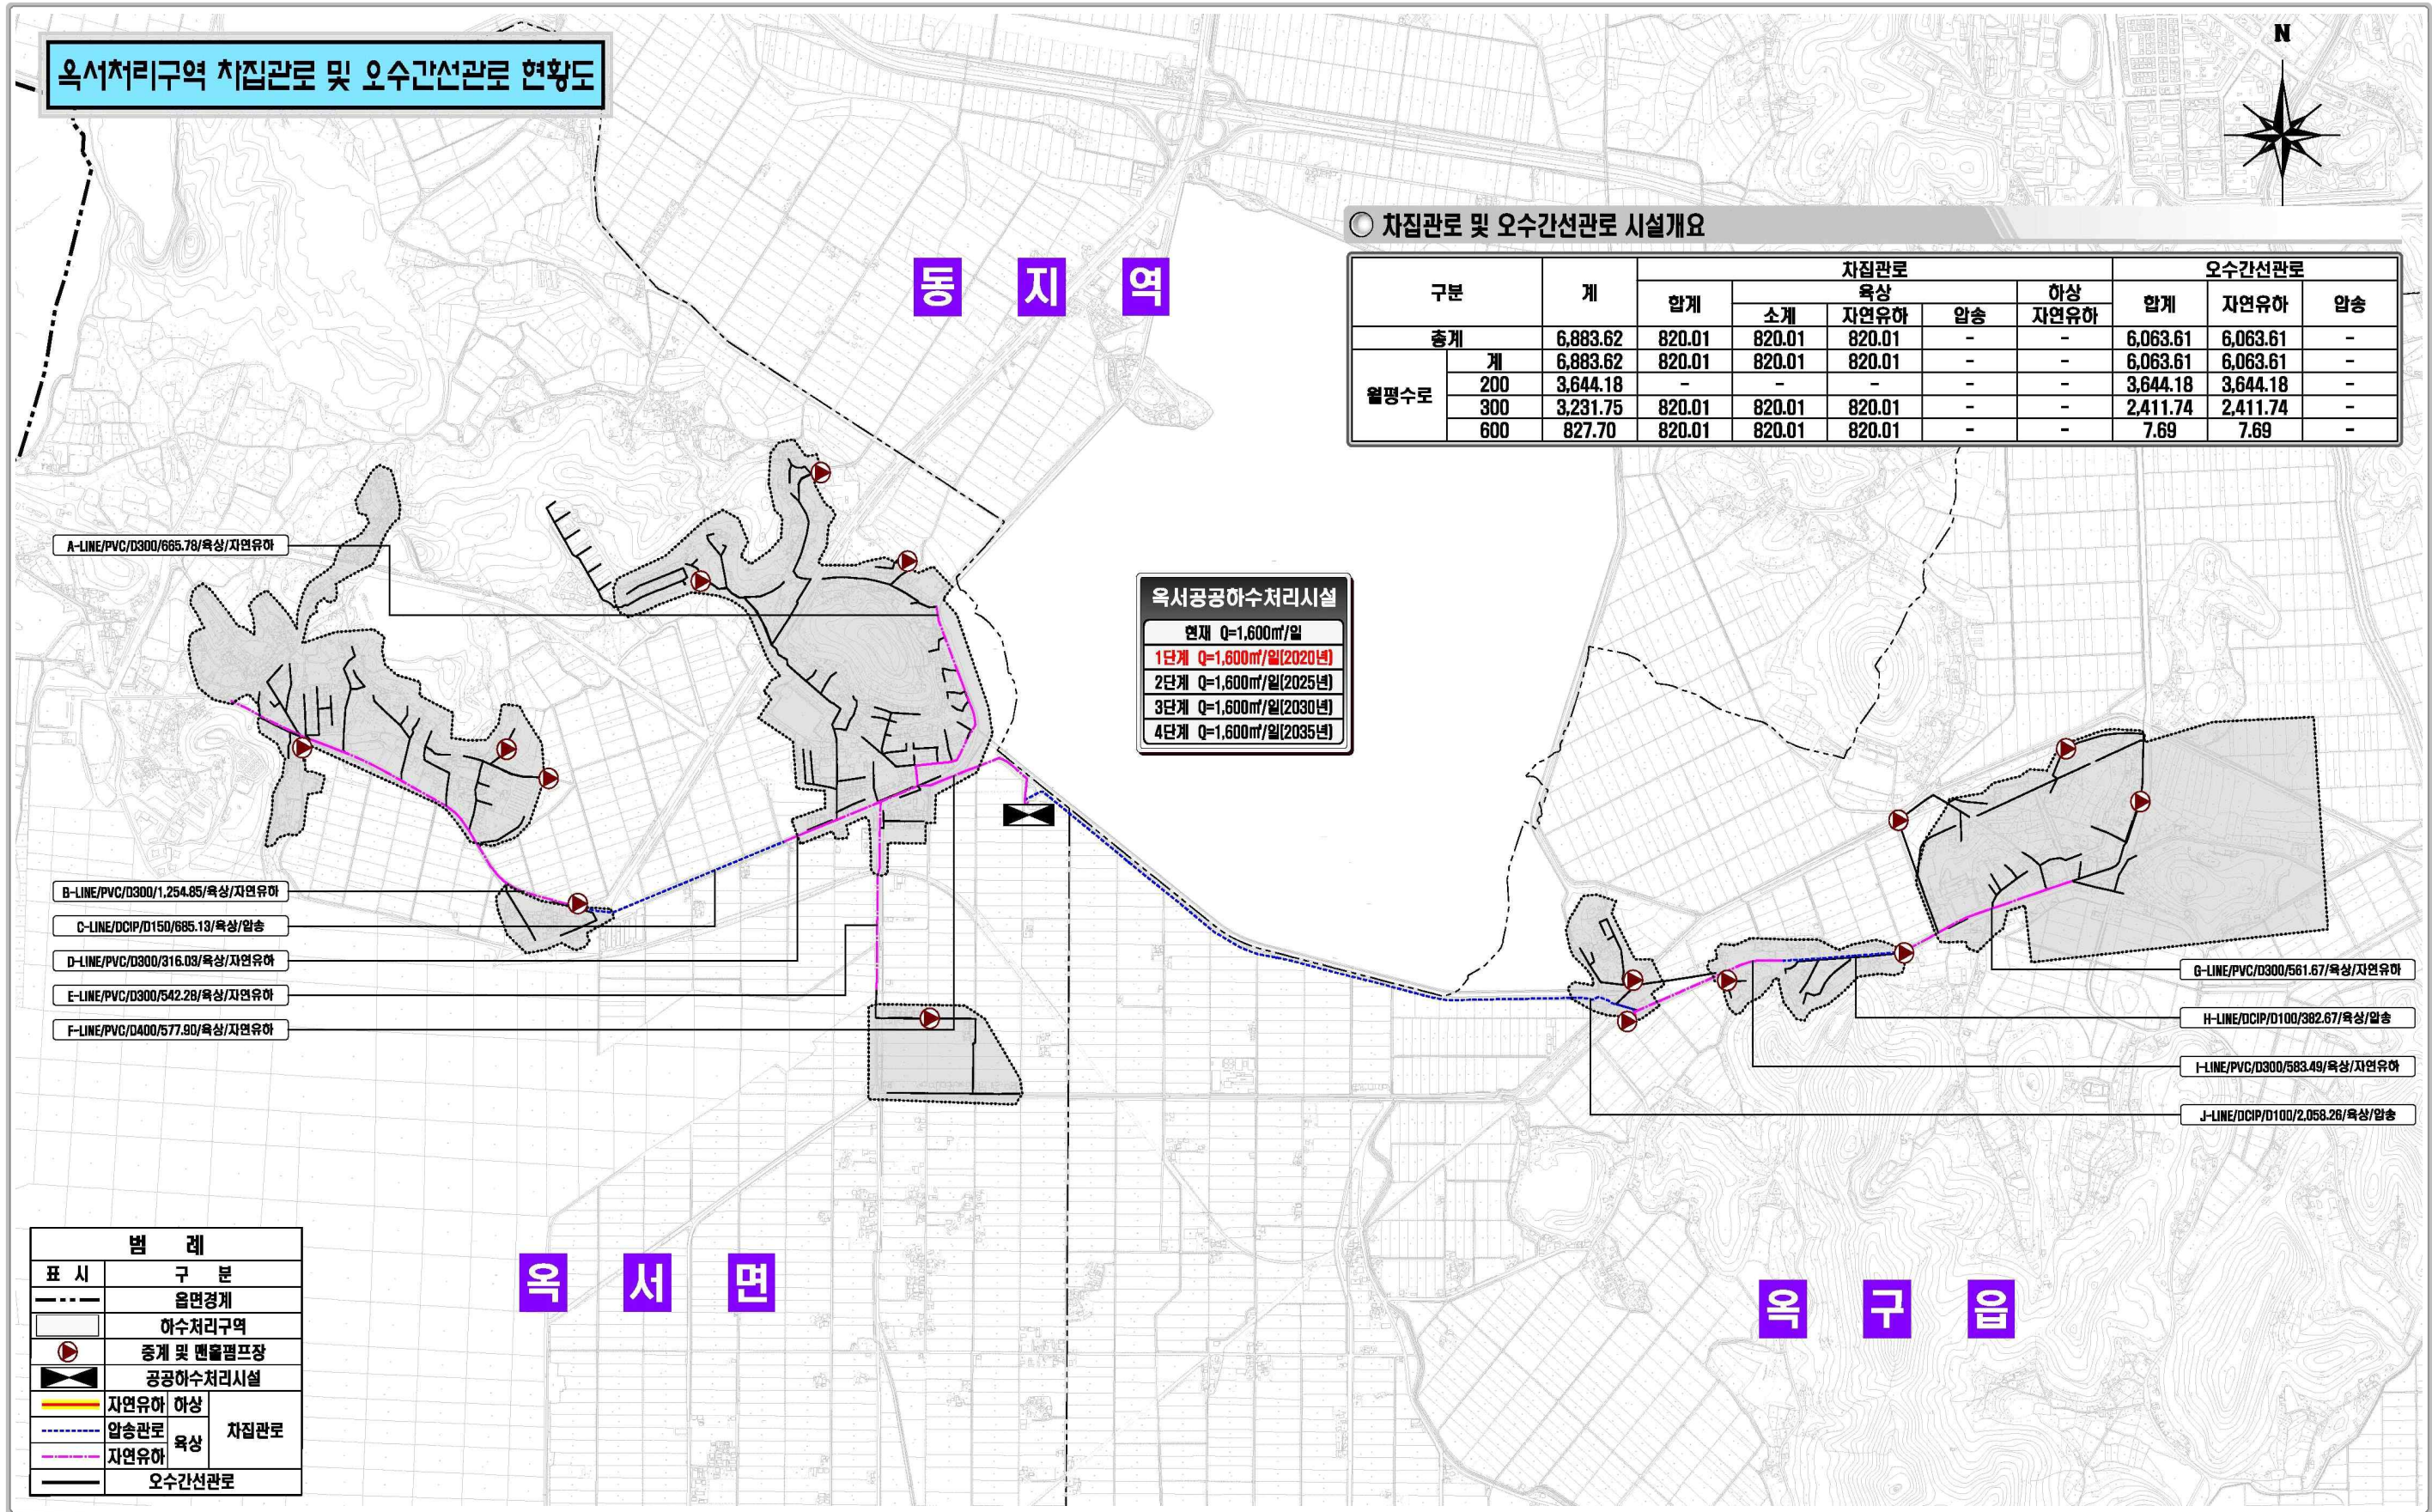 옥서처리구역 차집관로 및 오수간선관로 현황도
N
차집관로 및 오수간선관로 시설개요
구분 계 차집관로 오수간선관로
합계 육상 하상 합계 자연유하 압송
소계 자연유하 압송 자연유하
총계 6,883.62 820.01 820.01 820.01 - - 6,063.61 6,063.61 -
월평수로 계 6,883.62 820.01 820.01 820.01 - - 6,063.61 6,063.61 -
200 3,644.18 - - - - - 3,644.18 3,644.18 -
300 3,231.75 820.01 820.01 820.01 - - 2,411.74 2,411.74 -
600 827.70 820.01 820.01 820.01 - - 7.69 7.69 -
동 지 역
A-LINE/PVC/D300/665.78/육상/자연유하
옥서공공하수처리시설
현재 Q=1,600㎥/일
1단계 Q=1,600㎥/일(2020년)
2단계 Q=1,600㎥/일(2025년)
3단계 Q=1,600㎥/일(2030년)
4단계 Q=1,600㎥/일(2035년)
B-LINE/PVC/D300/1,254.85/육상/자연유하
C-LINE/DCIP/D150/685.13/육상/압송
D-LINE/PVC/D300/316.03/육상/자연유하
E-LINE/PVC/D300/542.28/육상/자연유하
F-LINE/PVC/D400/577.90/육상/자연유하
G-LINE/PVC/D300/561.67/육상/자연유하
H-LINE/DCIP/D100/382.67/육상/압송
I-LINE/PVC/D300/583.49/육상/자연유하
J-LINE/DCIP/D100/2,058.26/육상/압송
옥 서 면
옥 구 읍
범 례
표 시 구 분
읍면경계
하수처리구역
중계 및 맨홀펌프장
공공하수처리시설
자연유하 하상 차집관로
압송관로 육상
자연유하
오수간선관로